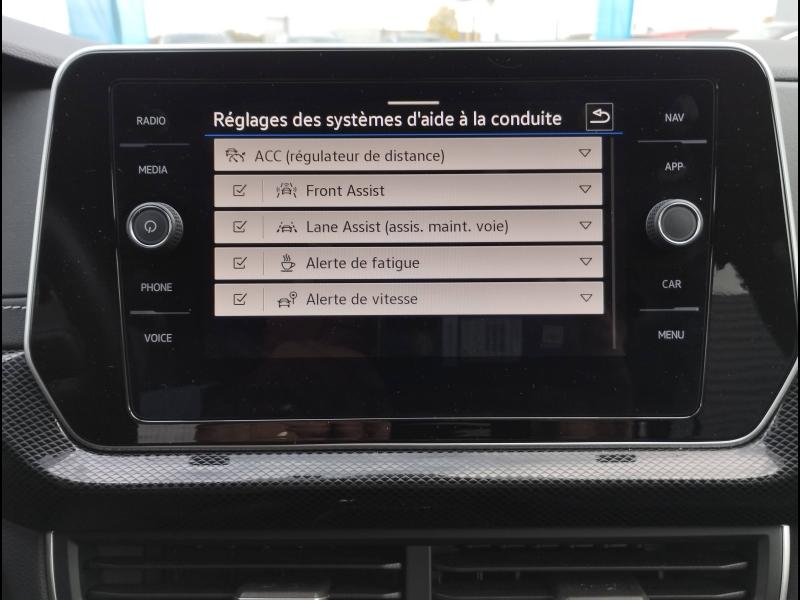 Réglages des systèmes d'aide à la conduite
RADIO
MEDIA
PHONE
VOICE
ACC (régulateur de distance)
Front Assist
Lane Assist (assis. maint. voie)
Alerte de fatigue
Alerte de vitesse
NAV
APP
CAR
MENU